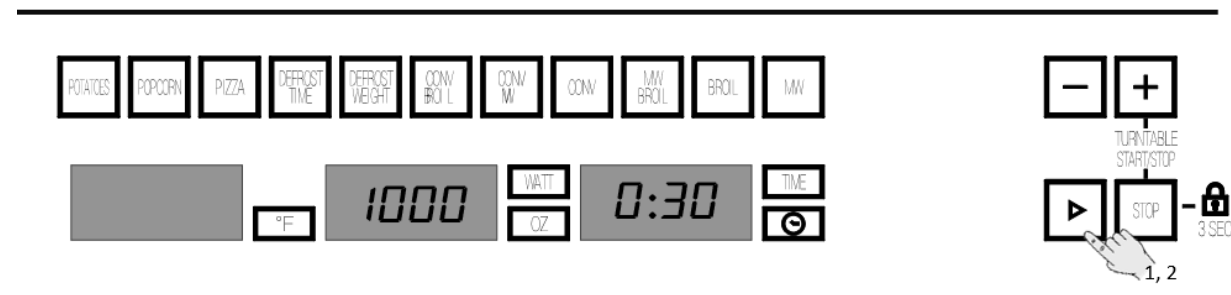 POTATOES
POPCORN
PIZZA
DEFROST
TIME
DEFROST
WEIGHT
CONV
BROIL
CONV
MW
CONV
MW
BROIL
BROIL
MW
− +
TURNTABLE
START/STOP
°F
1000
WATT
OZ
0:30
TIME
STOP
3 SEC
1, 2